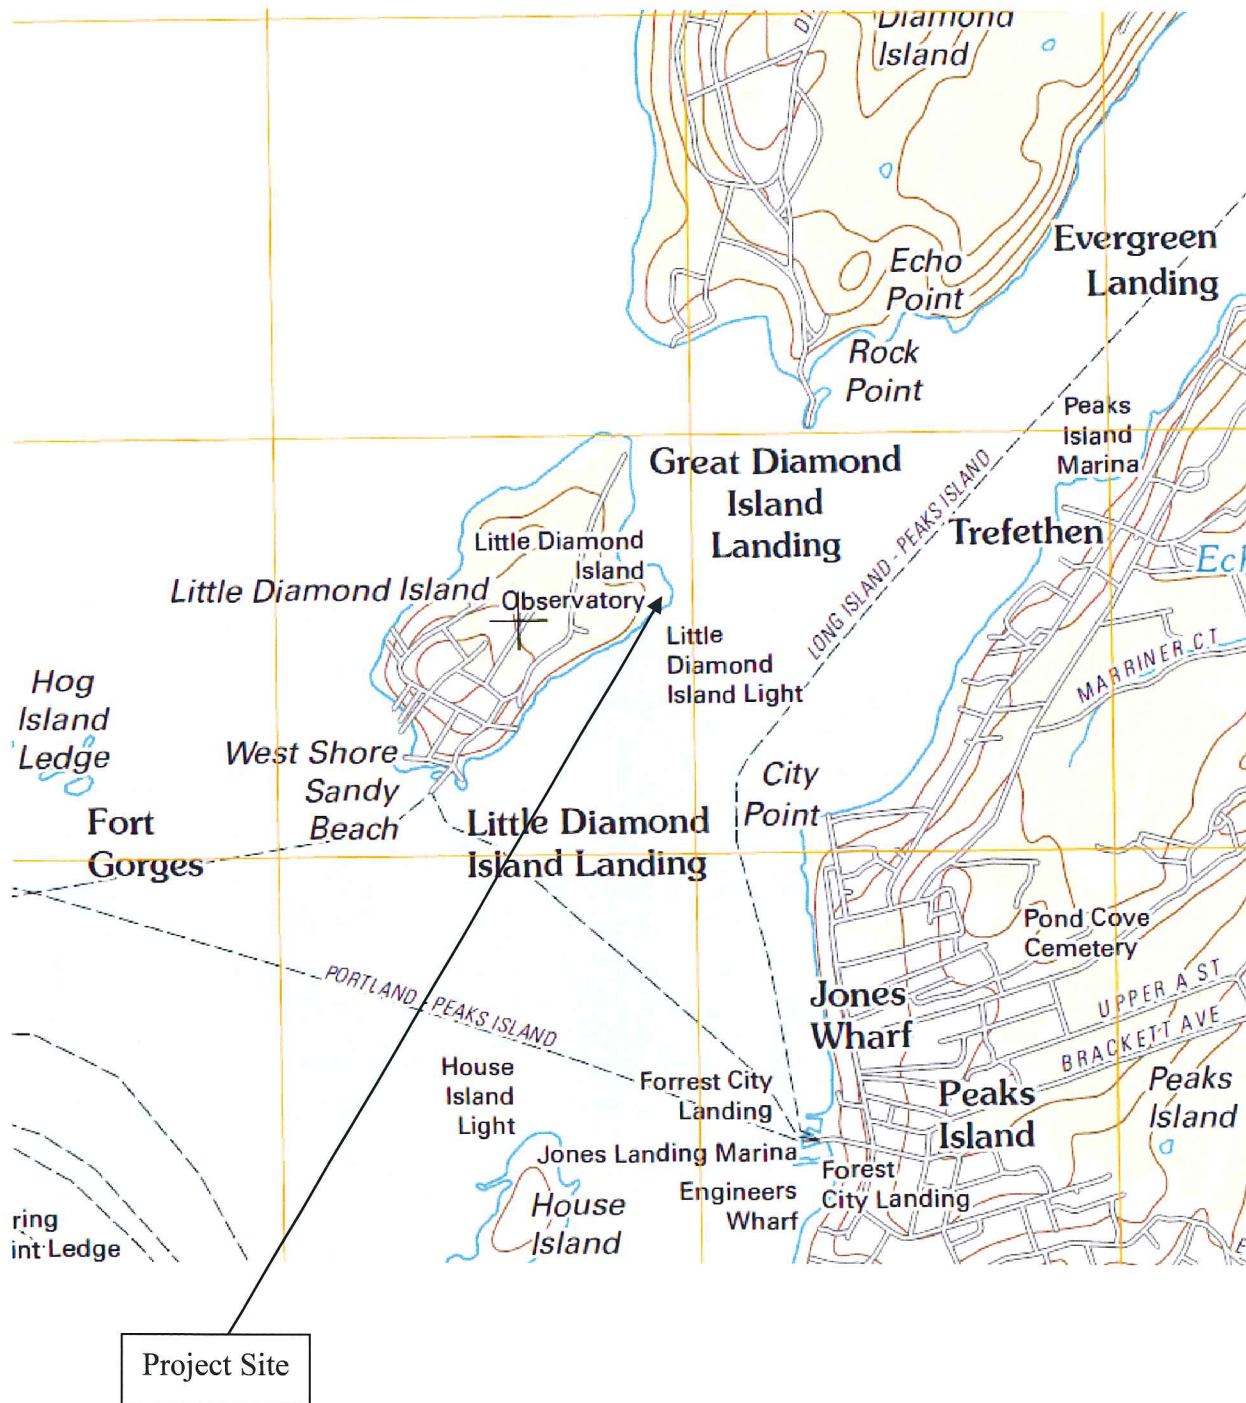 Diamond
Island
Evergreen
Landing
Echo
Point
Rock
Point
Peaks
Island
Marina
Great Diamond
Island
Landing
LONG ISLAND - PEAKS ISLAND
Trefethen
Little Diamond
Island
Observatory
Little Diamond Island
Little
Diamond
Island Light
MARRINER CT
Hog
Island
Ledge
West Shore
Sandy
Beach
City
Point
Fort
Gorges
Little Diamond
Island Landing
Pond Cove
Cemetery
PORTLAND - PEAKS ISLAND
Jones
Wharf
UPPER A ST
BRACKETT AVE
House
Island
Light
Forrest City
Landing
Peaks
Island
Peaks
Island
Jones Landing Marina
Engineers
Wharf
Forest
City Landing
House
Island
ring
int Ledge
Project Site